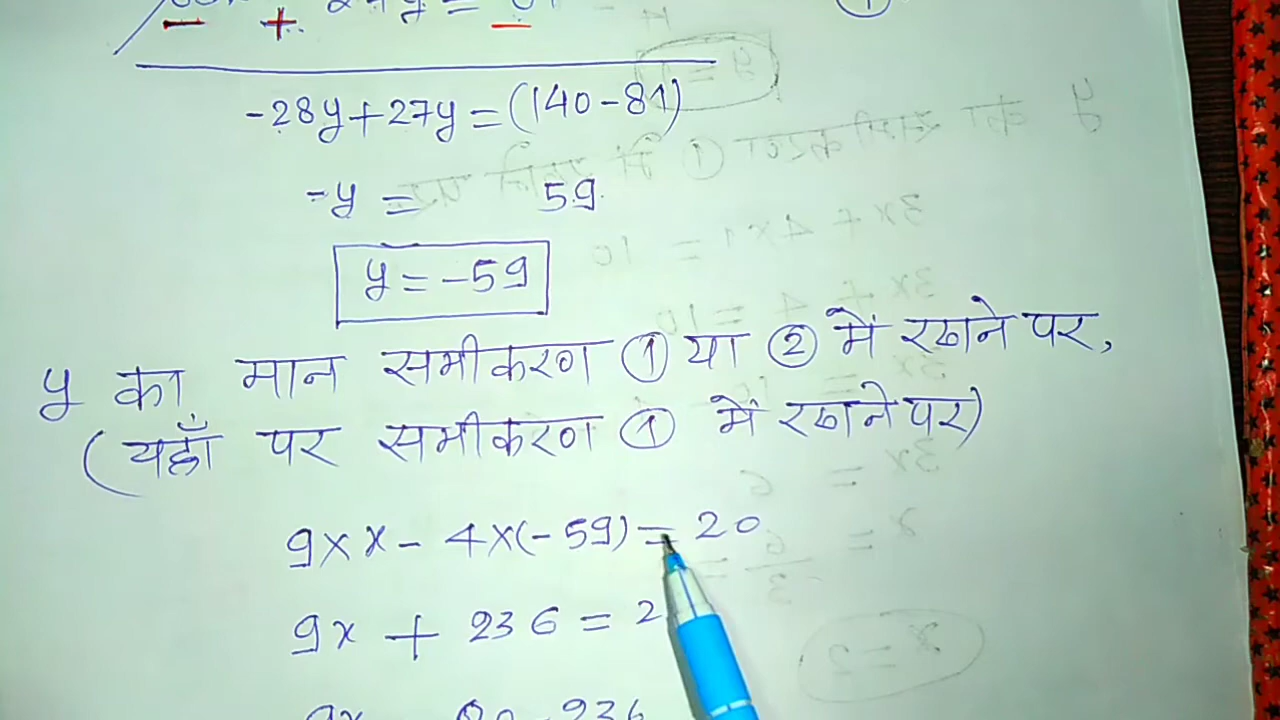 -28y+27y=(140-81)
-y = 59
y=-59
y का मान समीकरण ① या ② में रखने पर,
(यहाँ पर समीकरण ① में रखने पर)
9×x-4×(-59)=20
9x + 236 = 2